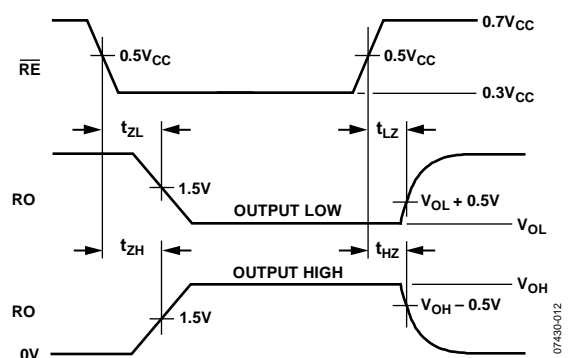 0.7VCC
RE
0.5VCC
0.5VCC
0.3VCC
tZL
tLZ
RO
1.5V
OUTPUT LOW
VOL + 0.5V
VOL
tZH
tHZ
OUTPUT HIGH
VOH
RO
1.5V
VOH – 0.5V
0V
07430-012